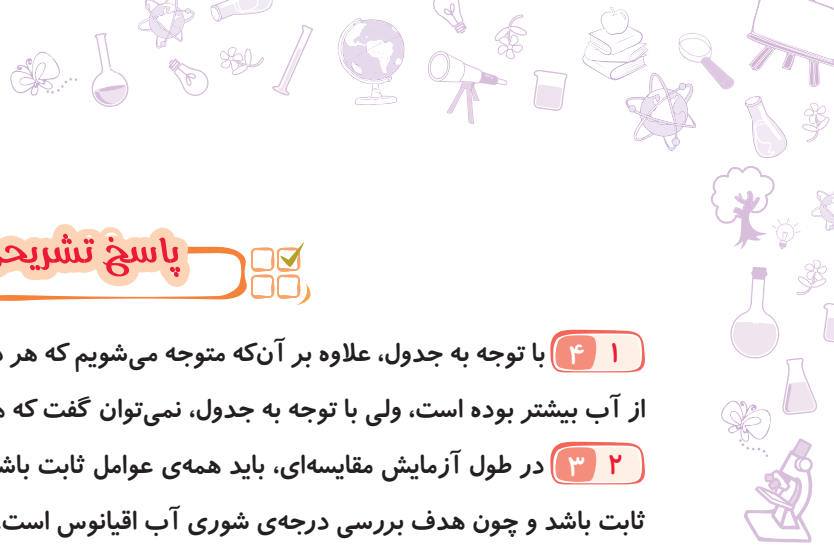 پاسخ تشریحی
۱ ۴ با توجه به جدول، علاوه بر آن‌که متوجه می‌شویم که هر
از آب بیشتر بوده است، ولی با توجه به جدول، نمی‌توان گفت که
۲ ۳ در طول آزمایش مقایسه‌ای، باید همه‌ی عوامل ثابت
ثابت باشد و چون هدف بررسی درجه‌ی شوری آب اقیانوس است،